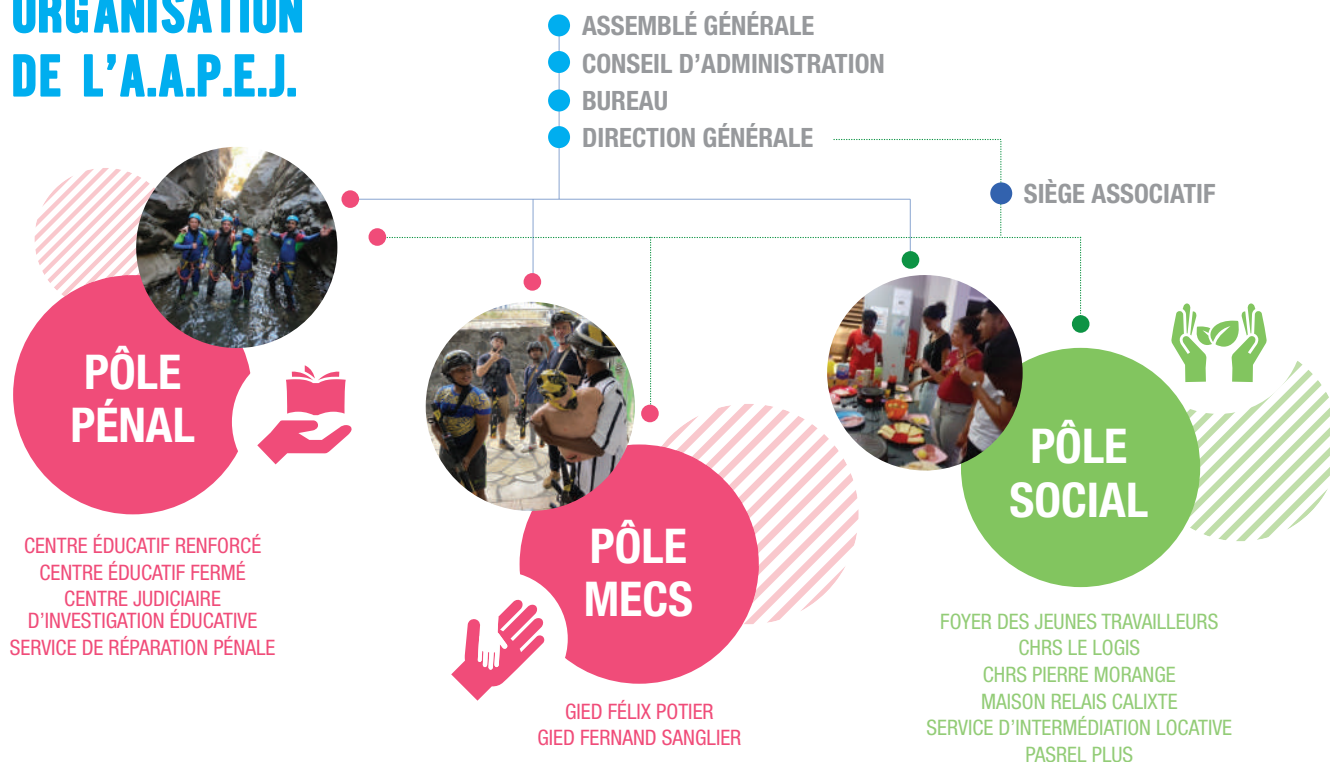 ORGANISATION
DE L'A.A.P.E.J.
ASSEMBLÉ GÉNÉRALE
CONSEIL D'ADMINISTRATION
BUREAU
DIRECTION GÉNÉRALE
SIÈGE ASSOCIATIF
PÔLE
PÉNAL
CENTRE ÉDUCATIF RENFORCÉ
CENTRE ÉDUCATIF FERMÉ
CENTRE JUDICIAIRE
D'INVESTIGATION ÉDUCATIVE
SERVICE DE RÉPARATION PÉNALE
PÔLE
MECS
GIED FÉLIX POTIER
GIED FERNAND SANGLIER
PÔLE
SOCIAL
FOYER DES JEUNES TRAVAILLEURS
CHRS LE LOGIS
CHRS PIERRE MORANGE
MAISON RELAIS CALIXTE
SERVICE D'INTERMÉDIATION LOCATIVE
PASREL PLUS